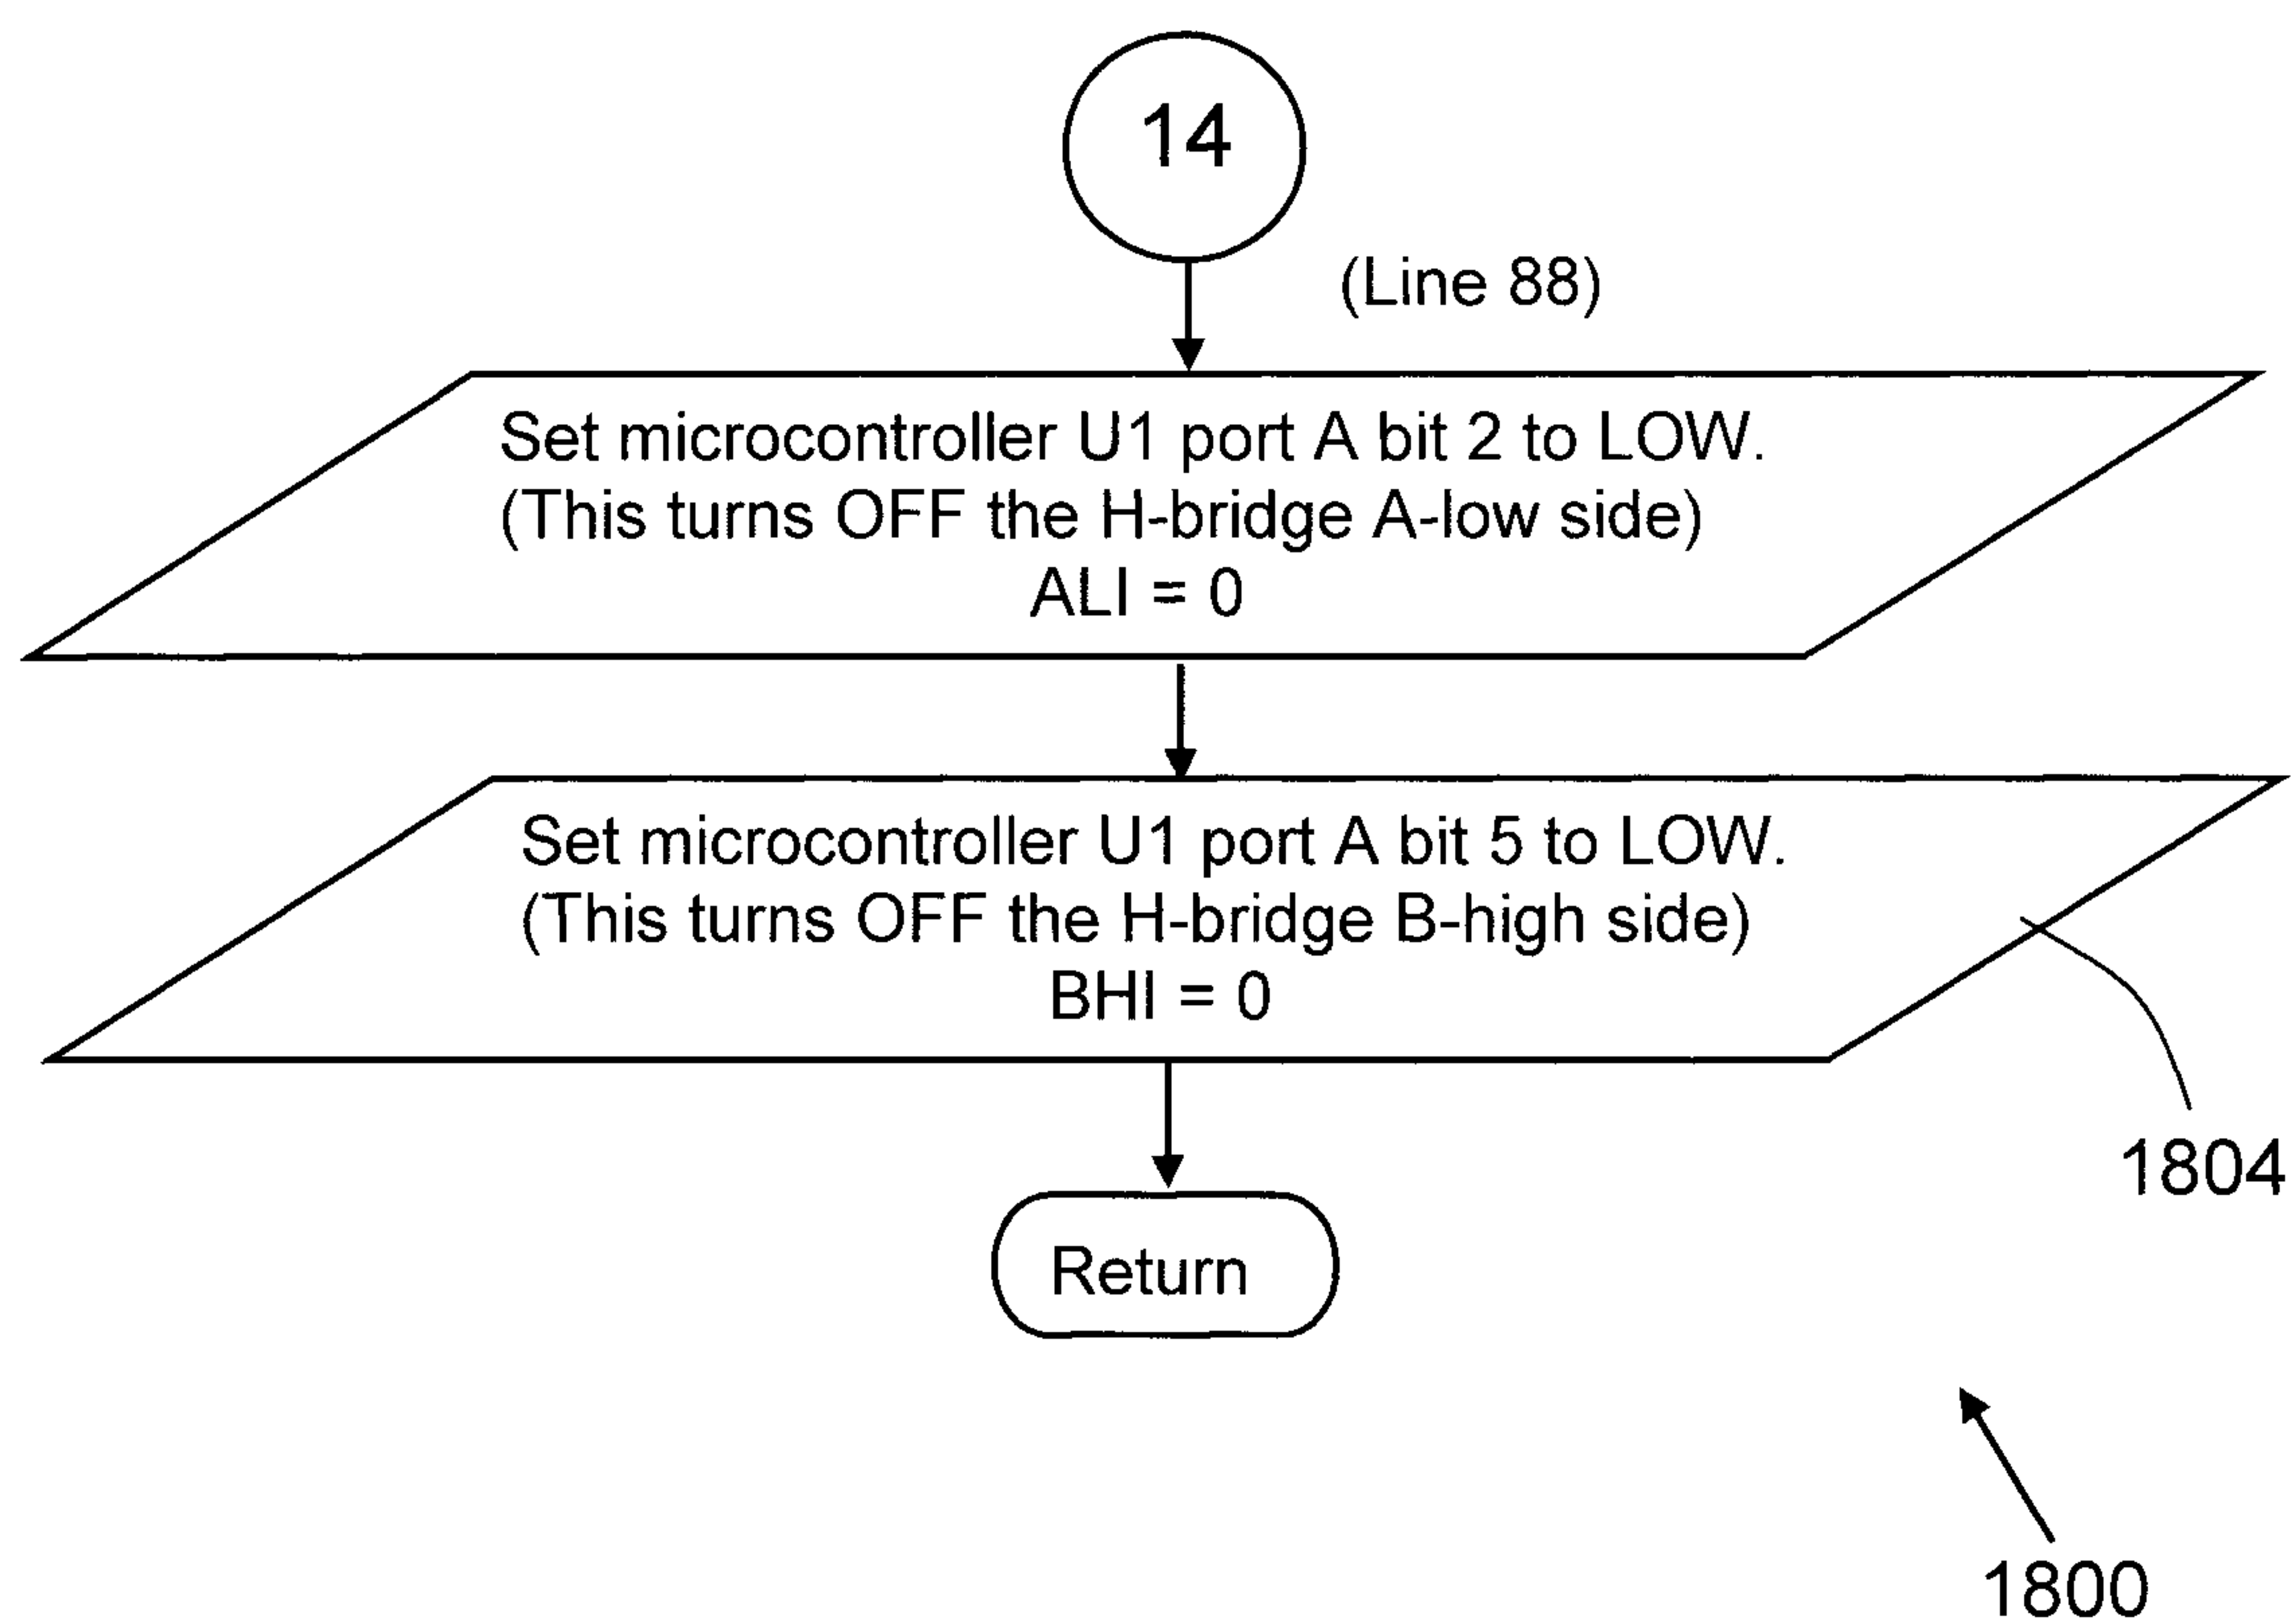 14
(Line 88)
Set microcontroller U1 port A bit 2 to LOW.
(This turns OFF the H-bridge A-low side)
ALI = 0
Set microcontroller U1 port A bit 5 to LOW.
(This turns OFF the H-bridge B-high side)
BHI = 0
1804
Return
1800